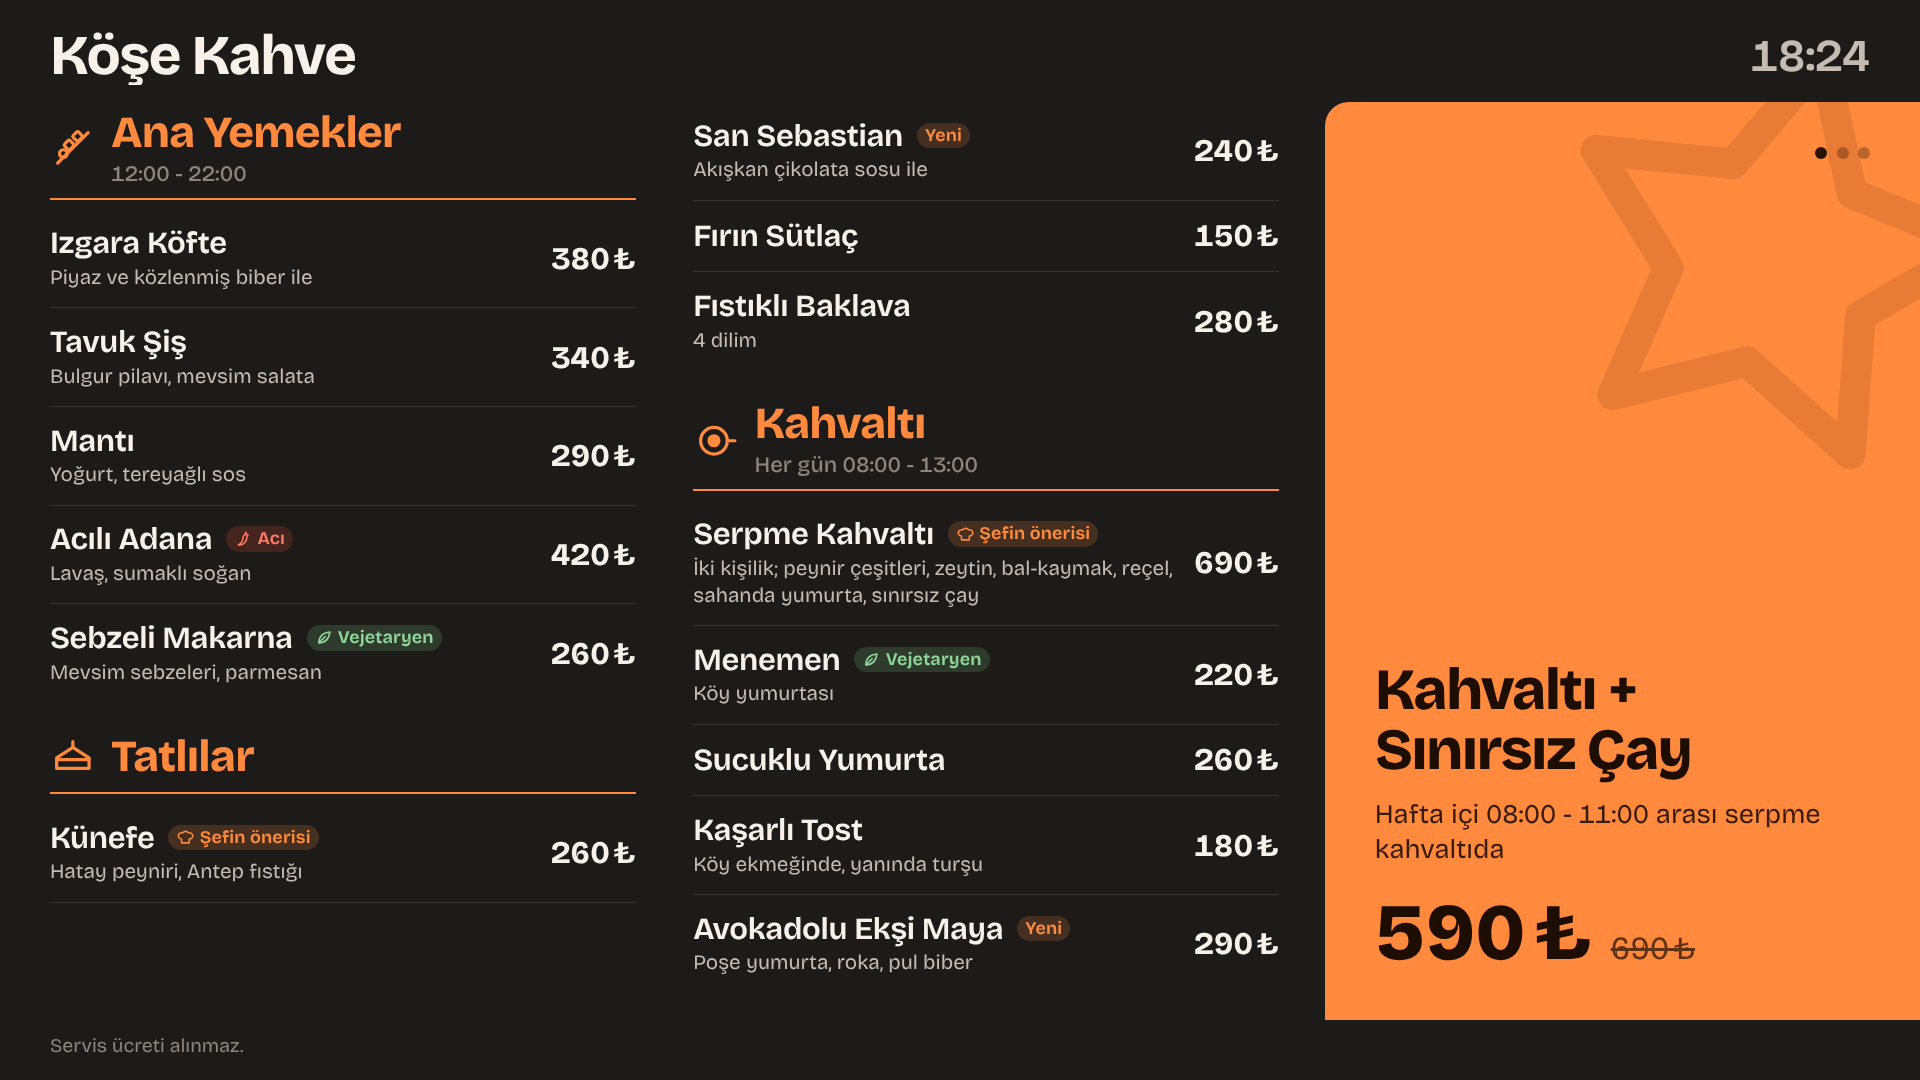 Köşe Kahve
18:24
Ana Yemekler
12:00 - 22:00
Izgara Köfte
Piyaz ve közlenmiş biber ile
380 ₺
Tavuk Şiş
Bulgur pilavı, mevsim salata
340 ₺
Mantı
Yoğurt, tereyağlı sos
290 ₺
Acılı Adana Acı
Lavaş, sumaklı soğan
420 ₺
Sebzeli Makarna Vejetaryen
Mevsim sebzeleri, parmesan
260 ₺
Tatlılar
Künefe Şefin önerisi
Hatay peyniri, Antep fıstığı
260 ₺
San Sebastian Yeni
Akışkan çikolata sosu ile
240 ₺
Fırın Sütlaç
150 ₺
Fıstıklı Baklava
4 dilim
280 ₺
Kahvaltı
Her gün 08:00 - 13:00
Serpme Kahvaltı Şefin önerisi
İki kişilik; peynir çeşitleri, zeytin, bal-kaymak, reçel,
sahanda yumurta, sınırsız çay
690 ₺
Menemen Vejetaryen
Köy yumurtası
220 ₺
Sucuklu Yumurta
260 ₺
Kaşarlı Tost
Köy ekmeğinde, yanında turşu
180 ₺
Avokadolu Ekşi Maya Yeni
Poşe yumurta, roka, pul biber
290 ₺
Kahvaltı +
Sınırsız Çay
Hafta içi 08:00 - 11:00 arası serpme
kahvaltıda
590 ₺ 690 ₺
Servis ücreti alınmaz.